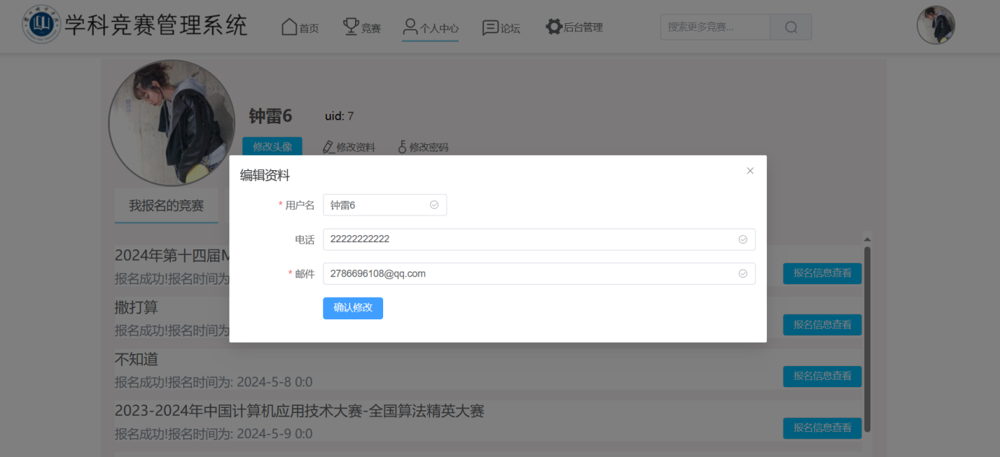 学科竞赛管理系统
首页 竞赛 个人中心 论坛 后台管理
搜索更多竞赛...
钟雷6 uid: 7
修改头像 修改资料 修改密码
编辑资料
* 用户名 钟雷6
电话 22222222222
* 邮件 2786696108@qq.com
确认修改
我报名的竞赛
2024年第十四届M
报名成功!报名时间为
报名信息查看
撒打算
报名成功!报名时间为
报名信息查看
不知道
报名成功!报名时间为: 2024-5-8 0:0
报名信息查看
2023-2024年中国计算机应用技术大赛-全国算法精英大赛
报名成功!报名时间为: 2024-5-9 0:0
报名信息查看